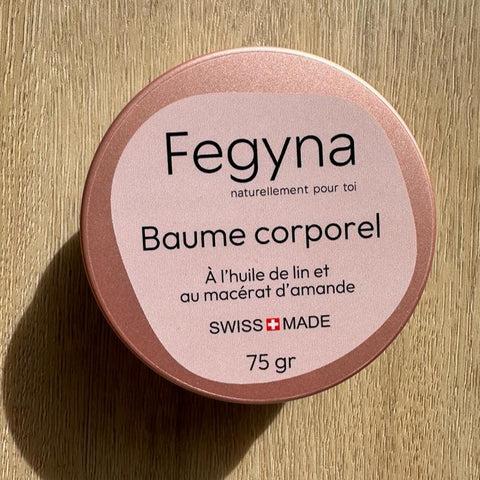 Fegyna
naturellement pour toi
Baume corporel
À l'huile de lin et
au macérat d'amande
SWISS MADE
75 gr